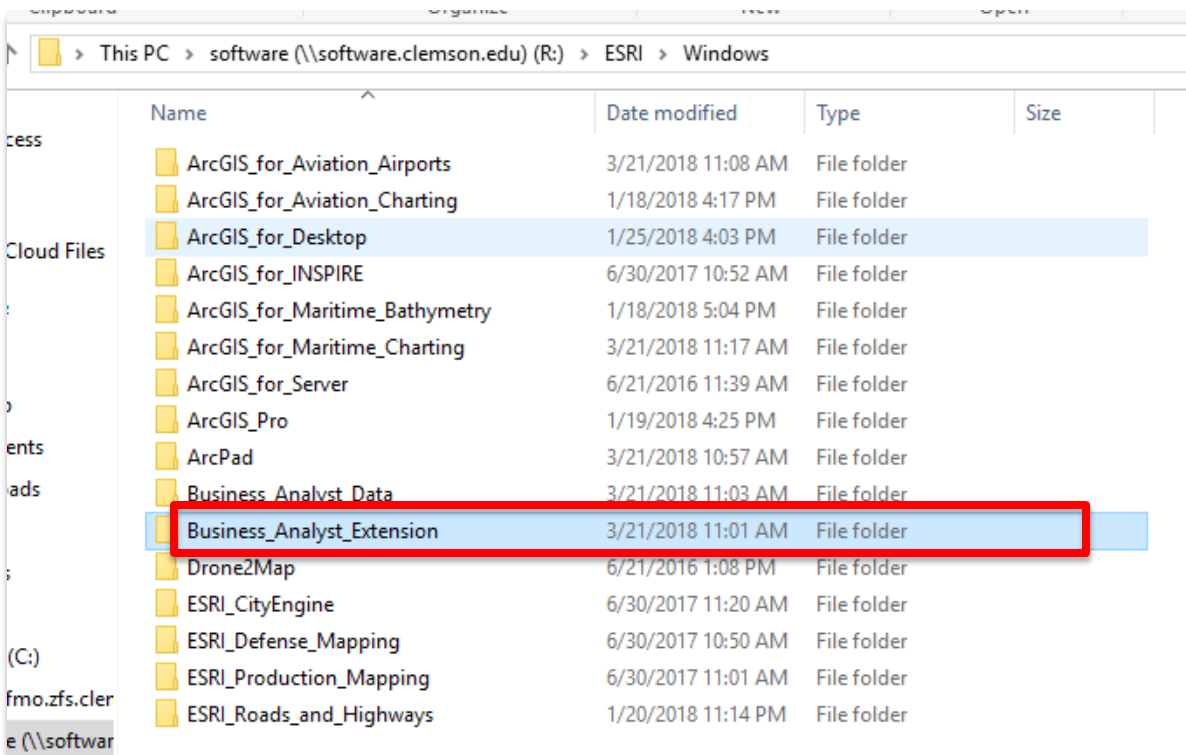 Clipboard Organize New Open
This PC > software (\\software.clemson.edu) (R:) > ESRI > Windows
Name Date modified Type Size
cess
ArcGIS_for_Aviation_Airports 3/21/2018 11:08 AM File folder
ArcGIS_for_Aviation_Charting 1/18/2018 4:17 PM File folder
ArcGIS_for_Desktop 1/25/2018 4:03 PM File folder
Cloud Files
ArcGIS_for_INSPIRE 6/30/2017 10:52 AM File folder
ArcGIS_for_Maritime_Bathymetry 1/18/2018 5:04 PM File folder
ArcGIS_for_Maritime_Charting 3/21/2018 11:17 AM File folder
ArcGIS_for_Server 6/21/2016 11:39 AM File folder
ArcGIS_Pro 1/19/2018 4:25 PM File folder
ents
ArcPad 3/21/2018 10:57 AM File folder
ads
Business_Analyst_Data 3/21/2018 11:03 AM File folder
Business_Analyst_Extension 3/21/2018 11:01 AM File folder
Drone2Map 6/21/2016 1:08 PM File folder
ESRI_CityEngine 6/30/2017 11:20 AM File folder
ESRI_Defense_Mapping 6/30/2017 10:50 AM File folder
(C:)
ESRI_Production_Mapping 6/30/2017 11:01 AM File folder
fmo.zfs.clem
ESRI_Roads_and_Highways 1/20/2018 11:14 PM File folder
e (\\softwar